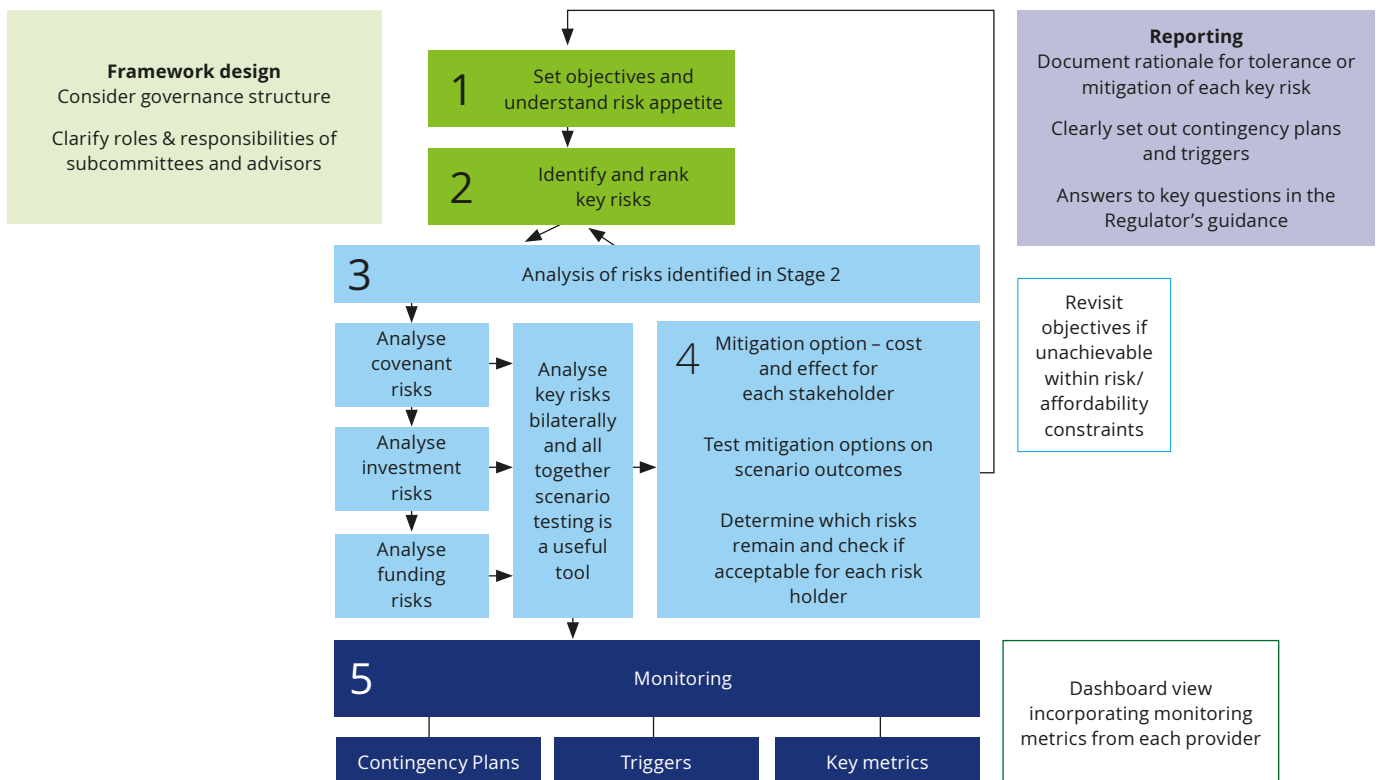 Framework design
Consider governance structure
Clarify roles & responsibilities of
subcommittees and advisors
1
Set objectives and
understand risk appetite
2
Identify and rank
key risks
Reporting
Document rationale for tolerance or
mitigation of each key risk
Clearly set out contingency plans
and triggers
Answers to key questions in the
Regulator’s guidance
3
Analysis of risks identified in Stage 2
Analyse
covenant
risks
Analyse
investment
risks
Analyse
funding
risks
Analyse
key risks
bilaterally
and all
together
scenario
testing is
a useful
tool
4
Mitigation option – cost
and effect for
each stakeholder
Test mitigation options on
scenario outcomes
Determine which risks
remain and check if
acceptable for each risk
holder
Revisit
objectives if
unachievable
within risk/
affordability
constraints
5
Monitoring
Contingency Plans
Triggers
Key metrics
Dashboard view
incorporating monitoring
metrics from each provider